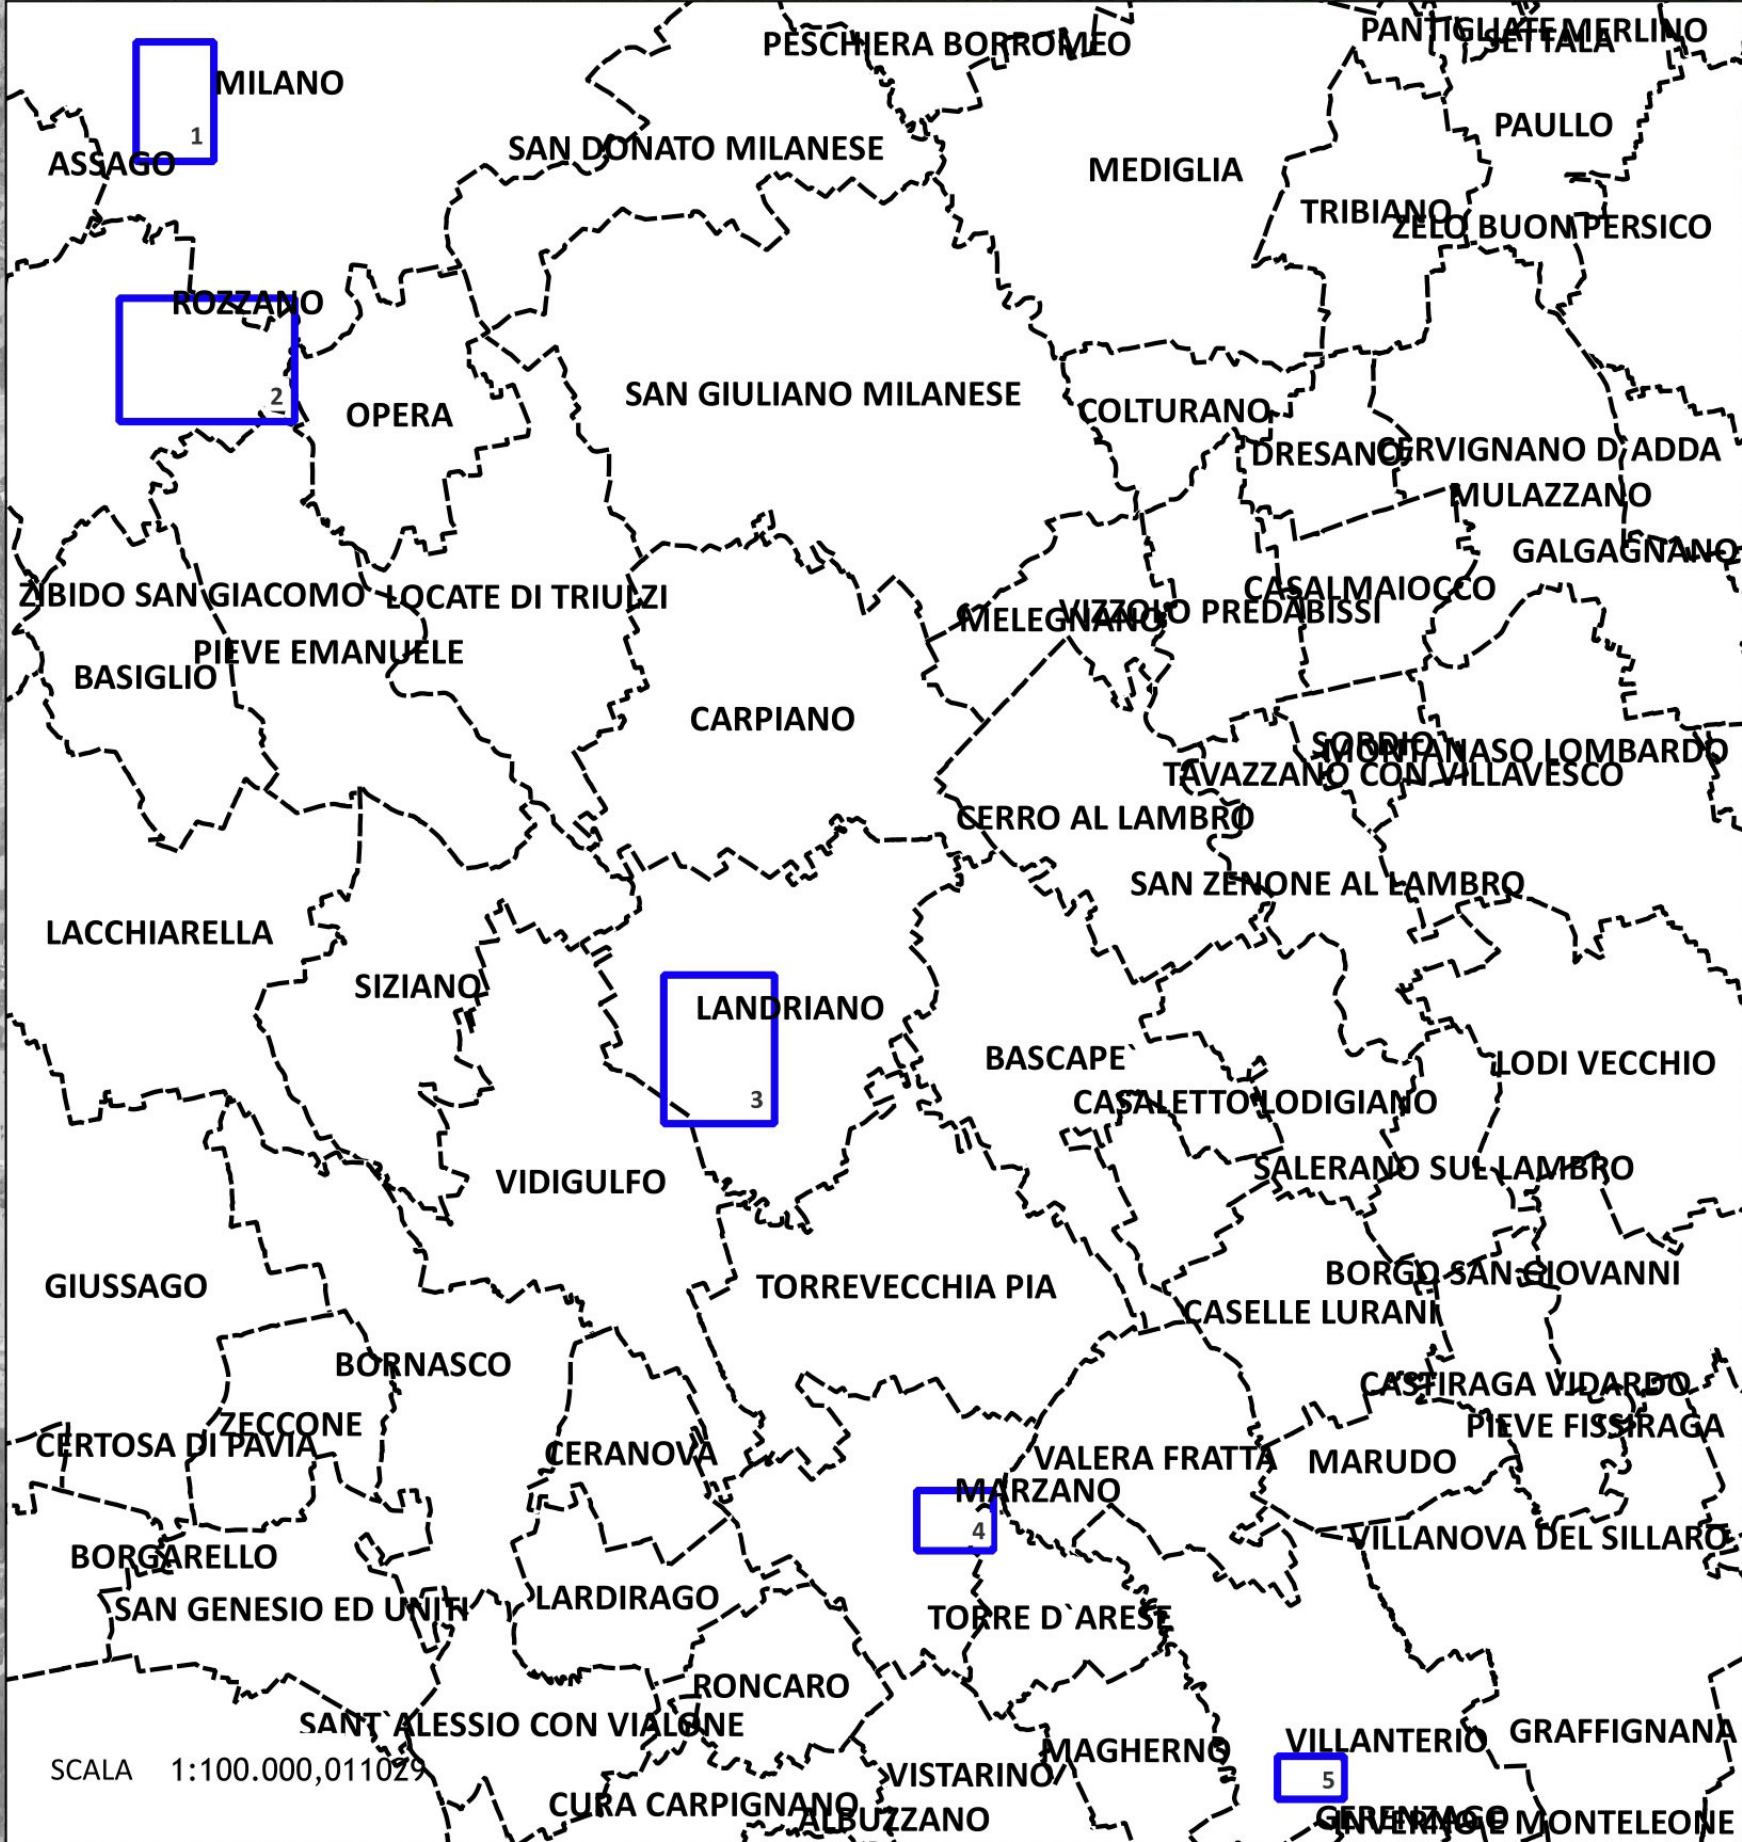 PANTIGLIATE
MERLINO
SETTALA
PESCHIERA BORROMEO
MILANO
1
PAULLO
SAN DONATO MILANESE
ASSAGO
MEDIGLIA
TRIBIANO
ZELO BUON PERSICO
ROZZANO
2
SAN GIULIANO MILANESE
OPERA
COLTURANO
DRESANO
CERVIGNANO D`ADDA
MULAZZANO
GALGAGNANO
ZIBIDO SAN GIACOMO
LOCATE DI TRIULZI
CASALMAIOCCO
MELEGNANO
VIZZOLO PREDABISSI
PIEVE EMANUELE
BASIGLIO
CARPIANO
SORDIO
MONTANASO LOMBARDO
TAVAZZANO CON VILLAVESCO
CERRO AL LAMBRO
SAN ZENONE AL LAMBRO
LACCHIARELLA
SIZIANO
LANDRIANO
3
BASCAPE`
LODI VECCHIO
CASALETTO LODIGIANO
SALERANO SUL LAMBRO
VIDIGULFO
GIUSSAGO
TORREVECCHIA PIA
BORGO SAN GIOVANNI
CASELLE LURANI
BORNASCO
CASTIRAGA VIDARDO
ZECCONE
PIEVE FISSIRAGA
CERTOSA DI PAVIA
CERANOVA
VALERA FRATTA
MARUDO
MARZANO
4
VILLANOVA DEL SILLARO
BORGARELLO
SAN GENESIO ED UNITI
LARDIRAGO
TORRE D`ARESE
RONCARO
SANT`ALESSIO CON VIALONE
MAGHERNO
VILLANTERIO
GRAFFIGNANA
SCALA 1:100.000,011029
VISTARINO
5
CURA CARPIGNANO
ALBUZZANO
GERENZAGO
INVERNO E MONTELEONE